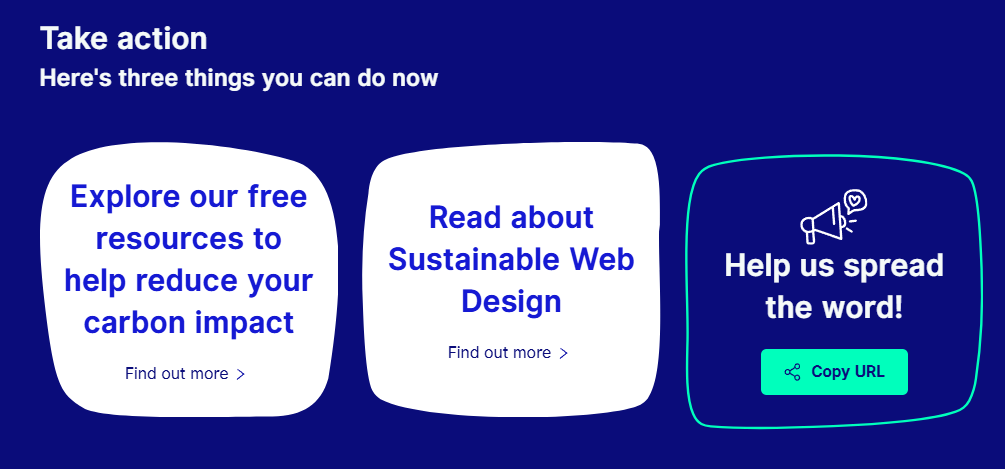 Take action
Here's three things you can do now
Explore our free
resources to
help reduce your
carbon impact
Find out more
Read about
Sustainable Web
Design
Find out more
Help us spread
the word!
Copy URL